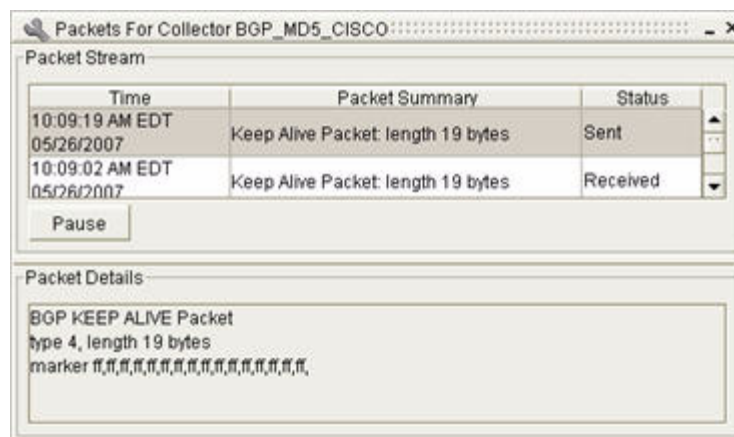 Packets For Collector BGP_MD5_CISCO
Packet Stream
Time Packet Summary Status
10:09:19 AM EDT
05/26/2007
Keep Alive Packet: length 19 bytes Sent
10:09:02 AM EDT
05/26/2007
Keep Alive Packet: length 19 bytes Received
Pause
Packet Details
BGP KEEP ALIVE Packet
type 4, length 19 bytes
marker ff,ff,ff,ff,ff,ff,ff,ff,ff,ff,ff,ff,ff,ff,ff,ff,